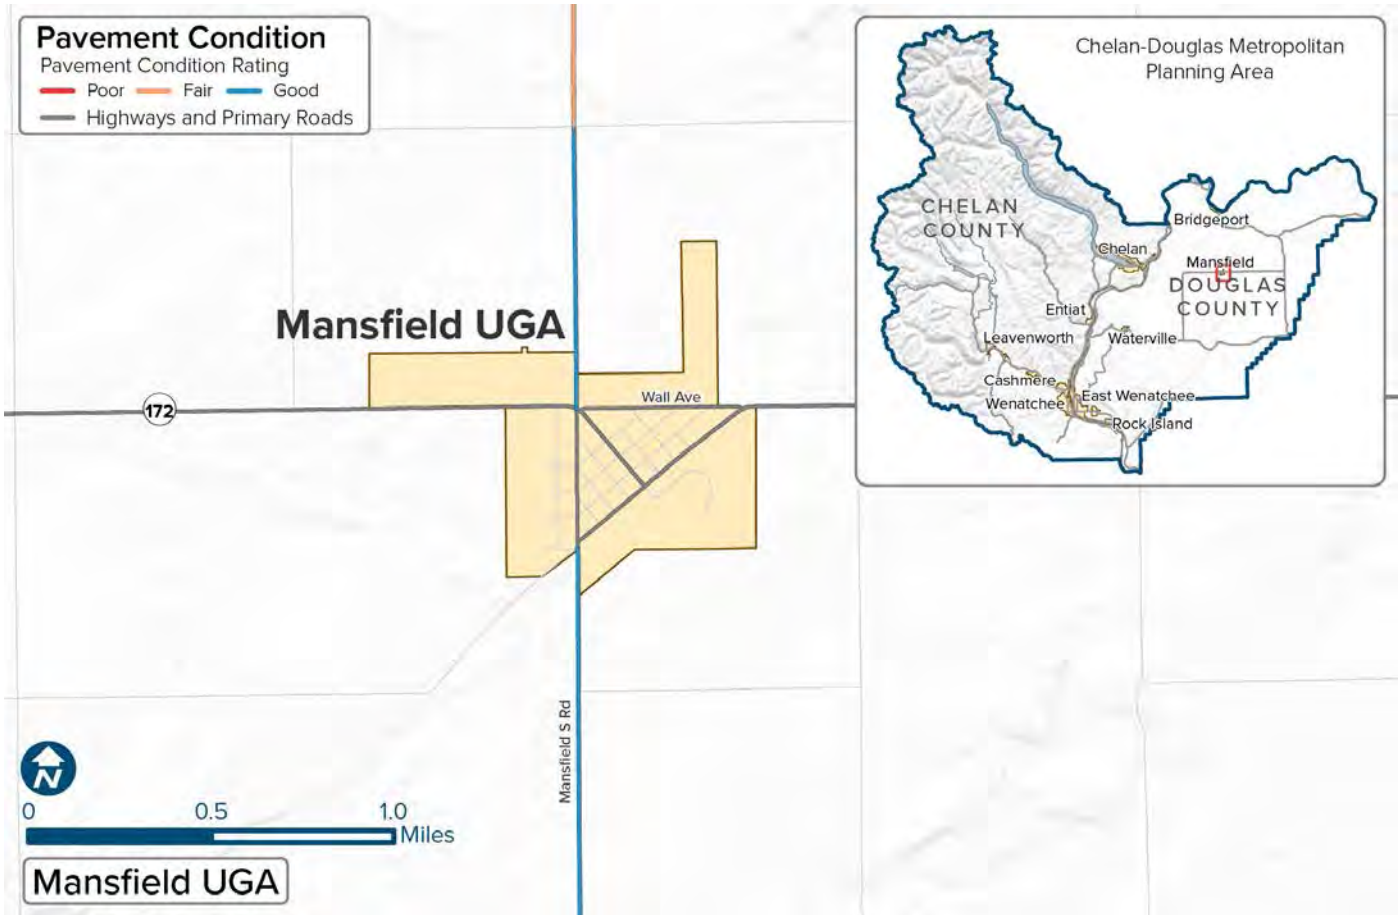 Pavement Condition
Pavement Condition Rating
Poor Fair Good
Highways and Primary Roads
Chelan-Douglas Metropolitan
Planning Area
CHELAN
COUNTY
Bridgeport
Chelan
Mansfield
DOUGLAS
COUNTY
Entiat
Leavenworth
Waterville
Cashmere
Wenatchee
East Wenatchee
Rock Island
Mansfield UGA
Wall Ave
172
Mansfield S Rd
N
0 0.5 1.0
Miles
Mansfield UGA